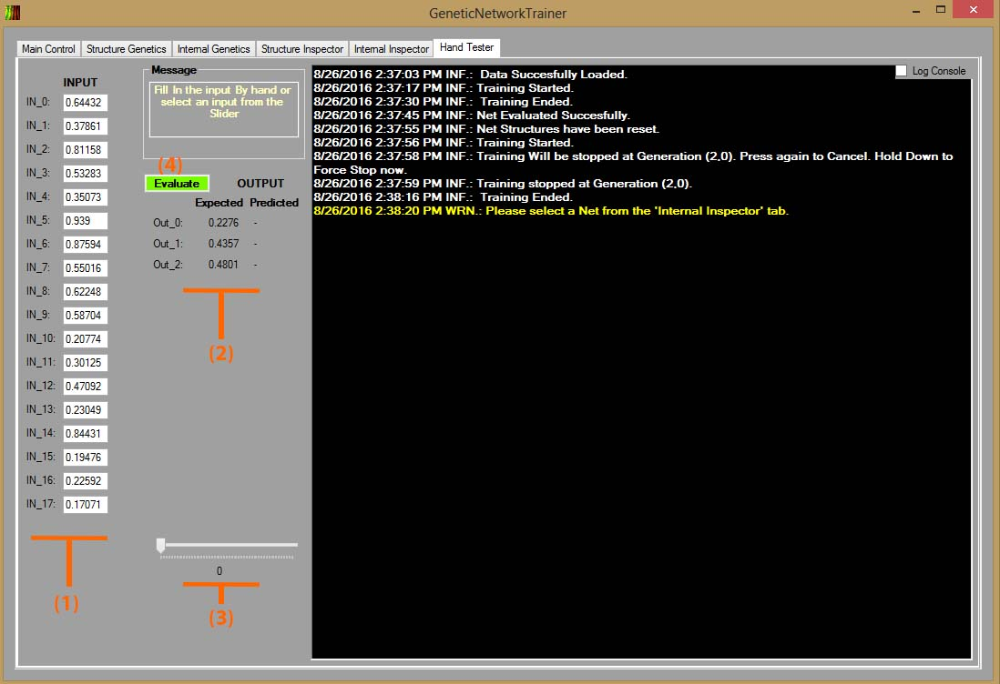 GeneticNetworkTrainer
Main Control Structure Genetics Internal Genetics Structure Inspector Internal Inspector Hand Tester
INPUT
IN_0: 0.64432
IN_1: 0.37861
IN_2: 0.81158
IN_3: 0.53283
IN_4: 0.35073
IN_5: 0.939
IN_6: 0.87594
IN_7: 0.55016
IN_8: 0.62248
IN_9: 0.58704
IN_10: 0.20774
IN_11: 0.30125
IN_12: 0.47092
IN_13: 0.23049
IN_14: 0.84431
IN_15: 0.19476
IN_16: 0.22592
IN_17: 0.17071
(1)
Message
Fill In the input By hand or
select an input from the
Slider
(4)
Evaluate OUTPUT
Expected Predicted
Out_0: 0.2276 -
Out_1: 0.4357 -
Out_2: 0.4801 -
(2)
0
(3)
Log Console
8/26/2016 2:37:03 PM INF.: Data Succesfully Loaded.
8/26/2016 2:37:17 PM INF.: Training Started.
8/26/2016 2:37:30 PM INF.: Training Ended.
8/26/2016 2:37:45 PM INF.: Net Evaluated Succesfully.
8/26/2016 2:37:55 PM INF.: Net Structures have been reset.
8/26/2016 2:37:56 PM INF.: Training Started.
8/26/2016 2:37:58 PM INF.: Training Will be stopped at Generation (2,0). Press again to Cancel. Hold Down to
Force Stop now.
8/26/2016 2:37:59 PM INF.: Training stopped at Generation (2,0).
8/26/2016 2:38:16 PM INF.: Training Ended.
8/26/2016 2:38:20 PM WRN.: Please select a Net from the 'Internal Inspector' tab.